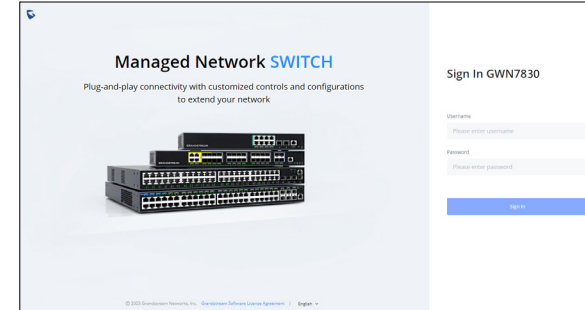 Managed Network SWITCH
Plug-and-play connectivity with customized controls and configurations
to extend your network
Sign In GWN7830
Username
Please enter username
Password
Please enter password
Sign In
© 2023 Grandstream Networks, Inc. Grandstream Software License Agreement | English